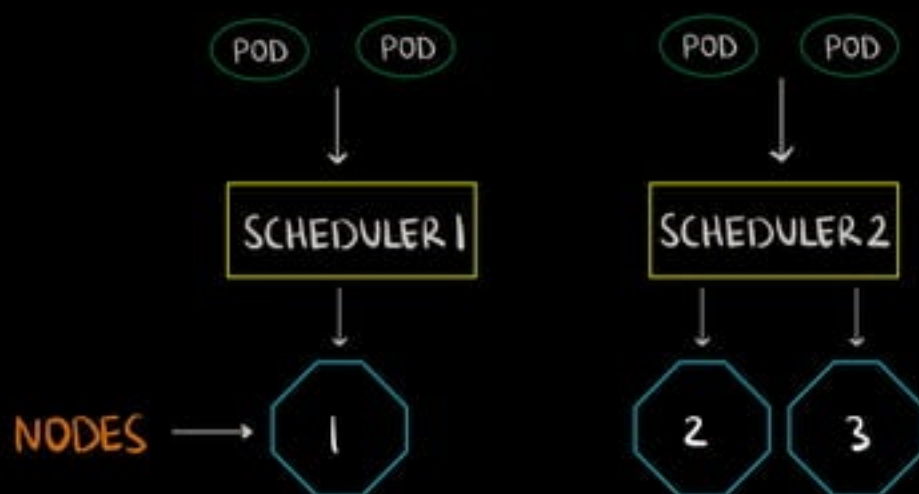 POD POD POD POD
SCHEDULER 1 SCHEDULER 2
NODES 1 2 3